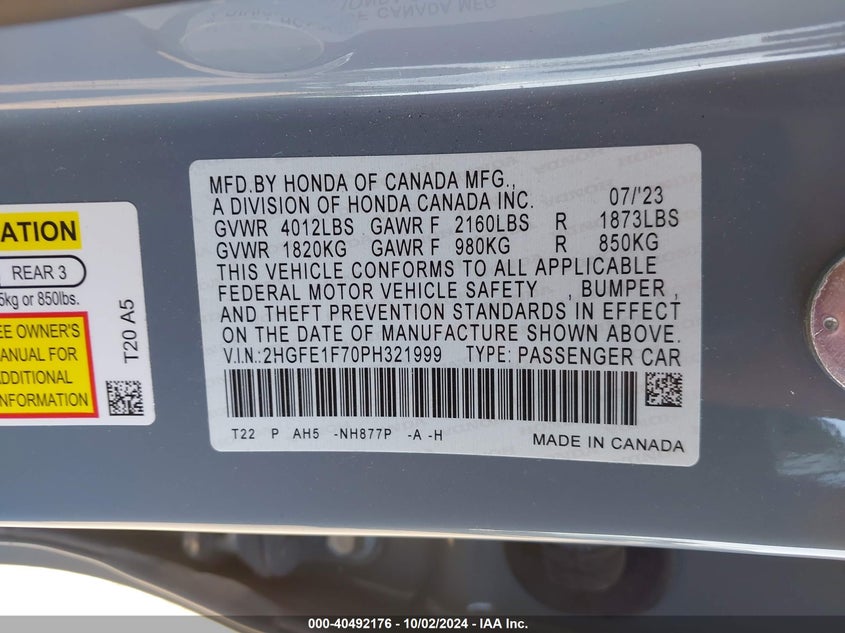 MFD.BY HONDA OF CANADA MFG.,
A DIVISION OF HONDA CANADA INC. 07/'23
GVWR 4012LBS GAWR F 2160LBS R 1873LBS
GVWR 1820KG GAWR F 980KG R 850KG
THIS VEHICLE CONFORMS TO ALL APPLICABLE
FEDERAL MOTOR VEHICLE SAFETY , BUMPER ,
AND THEFT PREVENTION STANDARDS IN EFFECT
ON THE DATE OF MANUFACTURE SHOWN ABOVE.
V.I.N.:2HGFE1F70PH321999 TYPE: PASSENGER CAR
T22 P AH5 -NH877P -A -H
MADE IN CANADA
ATION
REAR 3
5kg or 850lbs.
EE OWNER'S
MANUAL FOR
ADDITIONAL
INFORMATION
T20 A5
000-40492176 - 10/02/2024 - IAA Inc.